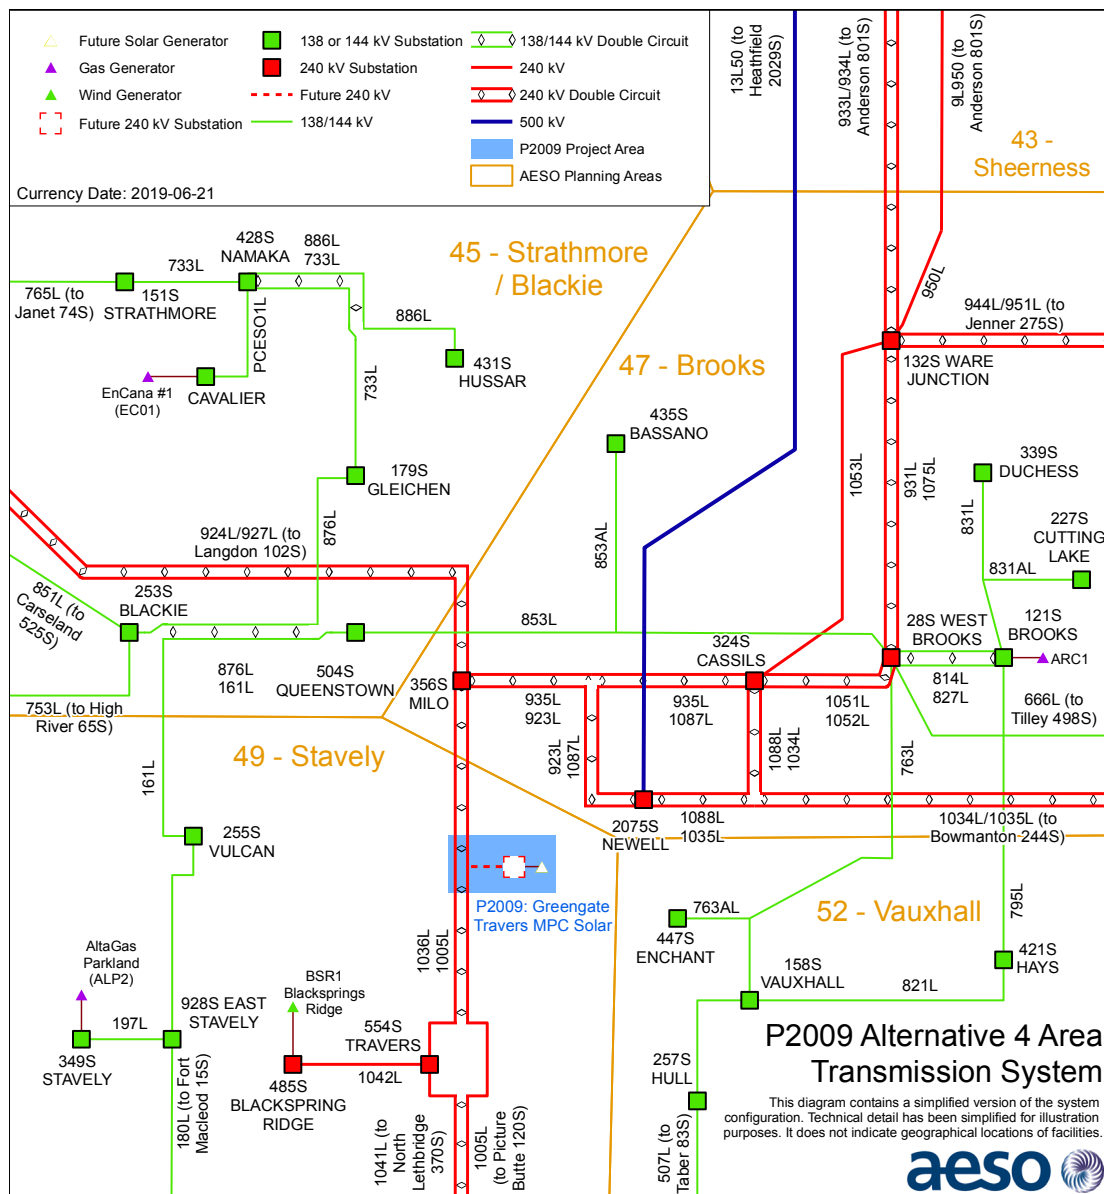 Future Solar Generator
Gas Generator
Wind Generator
Future 240 kV Substation
138 or 144 kV Substation
240 kV Substation
Future 240 kV
138/144 kV
138/144 kV Double Circuit
240 kV
240 kV Double Circuit
500 kV
P2009 Project Area
AESO Planning Areas
Currency Date: 2019-06-21
13L50 (to
Heathfield
2029S)
933L/934L (to
Anderson 801S)
9L950 (to
Anderson 801S)
43 -
Sheerness
45 - Strathmore
/ Blackie
428S
NAMAKA
886L
733L
733L
765L (to
Janet 74S)
151S
STRATHMORE
PCESO1L
886L
431S
HUSSAR
EnCana #1
(EC01)
CAVALIER
733L
950L
944L/951L (to
Jenner 275S)
132S WARE
JUNCTION
47 - Brooks
435S
BASSANO
179S
GLEICHEN
876L
853AL
1053L
931L
1075L
339S
DUCHESS
831L
227S
CUTTING
LAKE
831AL
924L/927L (to
Langdon 102S)
851L (to
Carseland
525S)
253S
BLACKIE
853L
28S WEST
BROOKS
121S
BROOKS
ARC1
324S
CASSILS
876L
161L
504S
QUEENSTOWN
356S
MILO
935L
923L
935L
1087L
1051L
1052L
814L
827L
666L (to
Tilley 498S)
753L (to High
River 65S)
49 - Stavely
161L
923L
1087L
1088L
1034L
763L
255S
VULCAN
2075S
NEWELL
1088L
1035L
1034L/1035L (to
Bowmanton 244S)
P2009: Greengate
Travers MPC Solar
52 - Vauxhall
795L
763AL
447S
ENCHANT
158S
VAUXHALL
821L
421S
HAYS
AltaGas
Parkland
(ALP2)
1036L
1005L
BSR1
Blacksprings
Ridge
197L
928S EAST
STAVELY
349S
STAVELY
554S
TRAVERS
485S
BLACKSPRING
RIDGE
1042L
180L (to Fort
Macleod 15S)
1041L (to
North
Lethbridge
370S)
1005L
(to Picture
Butte 120S)
257S
HULL
507L (to
Taber 83S)
P2009 Alternative 4 Area
Transmission System
This diagram contains a simplified version of the system
configuration. Technical detail has been simplified for illustration
purposes. It does not indicate geographical locations of facilities.
aeso